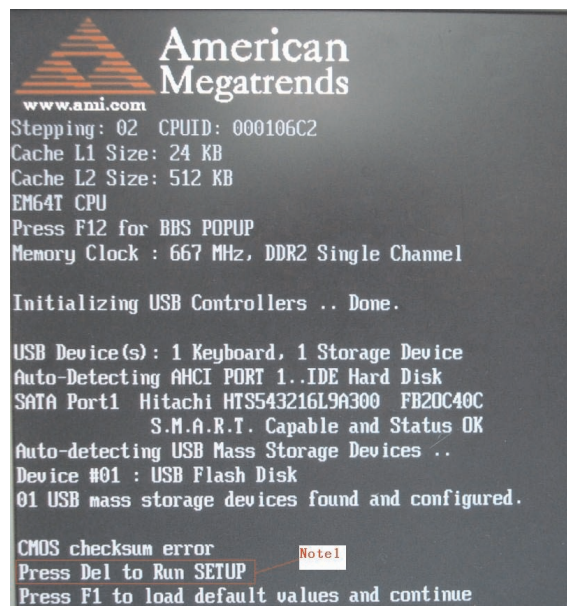 American
Megatrends
www.ami.com
Stepping: 02 CPUID: 000106C2
Cache L1 Size: 24 KB
Cache L2 Size: 512 KB
EM64T CPU
Press F12 for BBS POPUP
Memory Clock : 667 MHz, DDR2 Single Channel
Initializing USB Controllers .. Done.
USB Device(s): 1 Keyboard, 1 Storage Device
Auto-Detecting AHCI PORT 1..IDE Hard Disk
SATA Port1 Hitachi HTS543216L9A300 FB2OC40C
S.M.A.R.T. Capable and Status OK
Auto-detecting USB Mass Storage Devices ..
Device #01 : USB Flash Disk
01 USB mass storage devices found and configured.
CMOS checksum error
Note1
Press Del to Run SETUP
Press F1 to load default values and continue